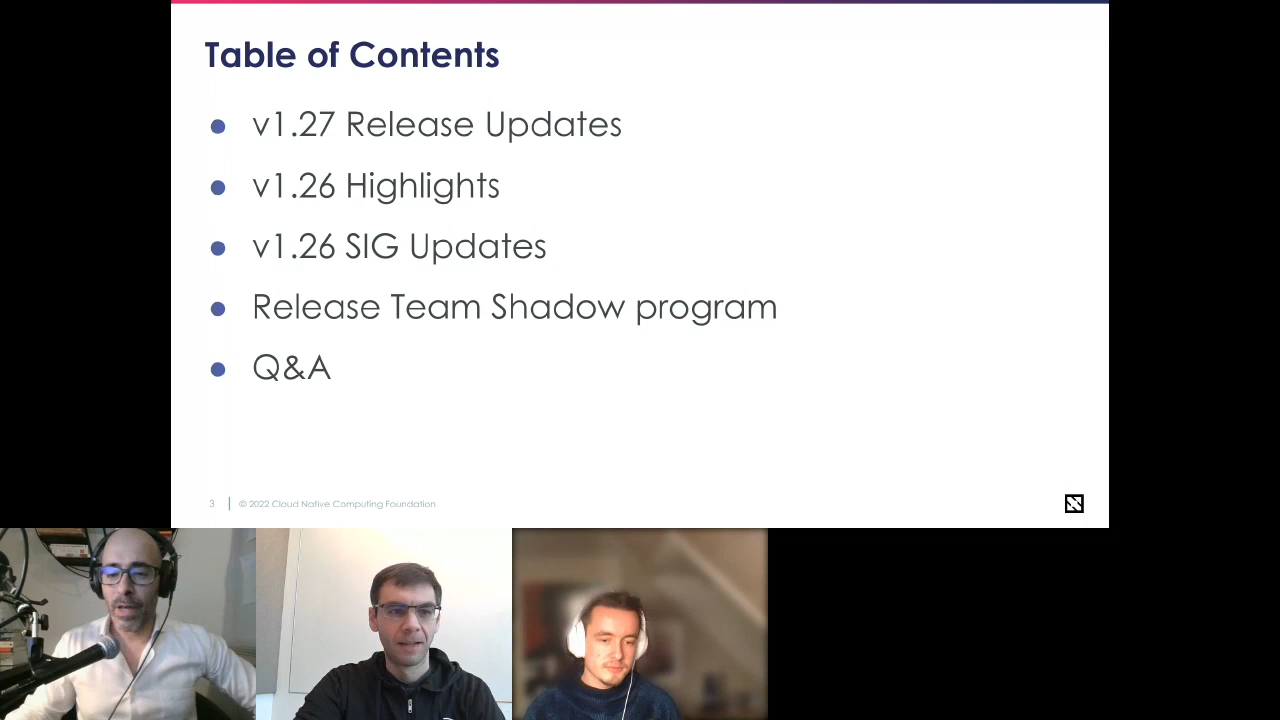 Table of Contents
v1.27 Release Updates
v1.26 Highlights
v1.26 SIG Updates
Release Team Shadow program
Q&A
3
© 2022 Cloud Native Computing Foundation